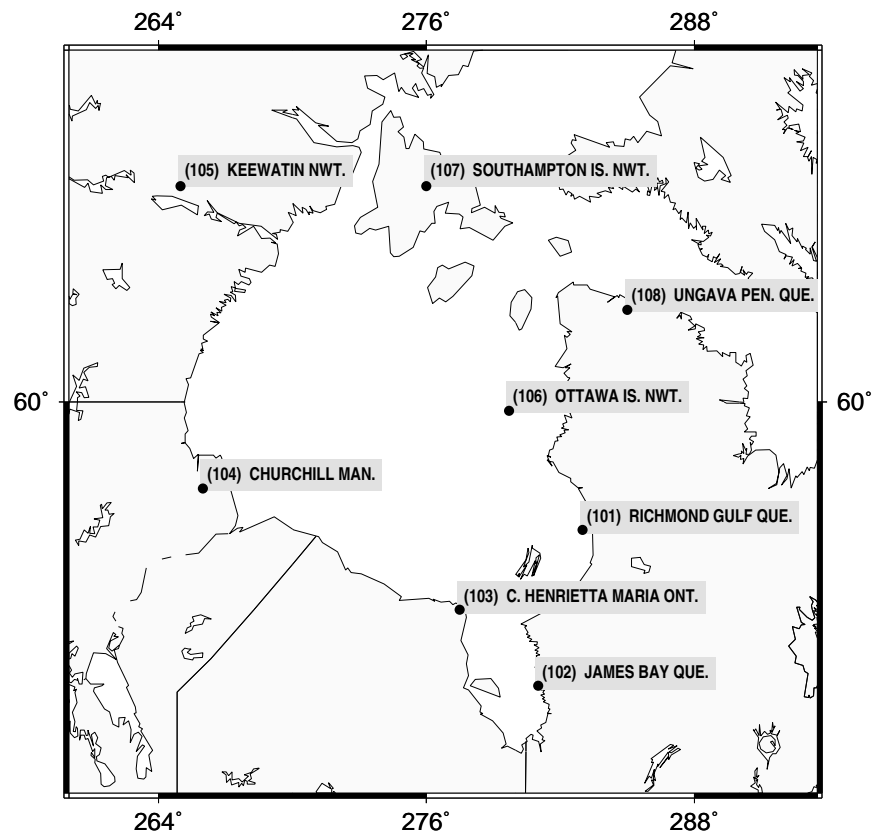 264° 276° 288°
(105) KEEWATIN NWT. (107) SOUTHAMPTON IS. NWT.
(108) UNGAVA PEN. QUE.
60° 60°
(106) OTTAWA IS. NWT.
(104) CHURCHILL MAN.
(101) RICHMOND GULF QUE.
(103) C. HENRIETTA MARIA ONT.
(102) JAMES BAY QUE.
264° 276° 288°